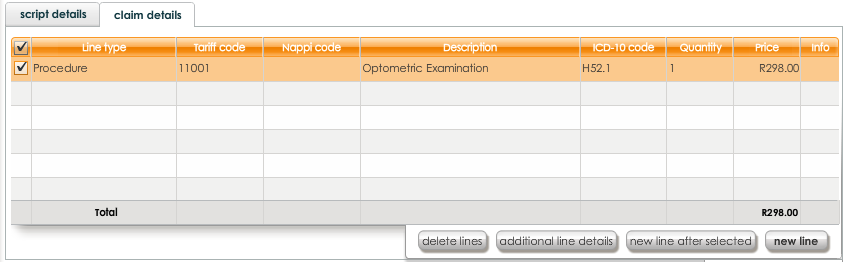 script details claim details
Line type Tariff code Nappi code Description ICD-10 code Quantity Price Info
Procedure 11001 Optometric Examination H52.1 1 R298.00
Total R298.00
delete lines additional line details new line after selected new line